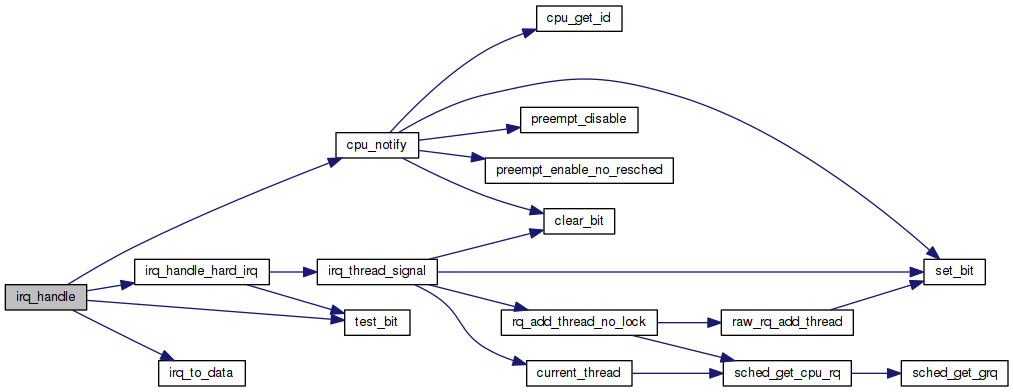 cpu_get_id
preempt_disable
cpu_notify
preempt_enable_no_resched
clear_bit
irq_handle_hard_irq
irq_thread_signal
set_bit
irq_handle
test_bit
rq_add_thread_no_lock
raw_rq_add_thread
irq_to_data
current_thread
sched_get_cpu_rq
sched_get_grq